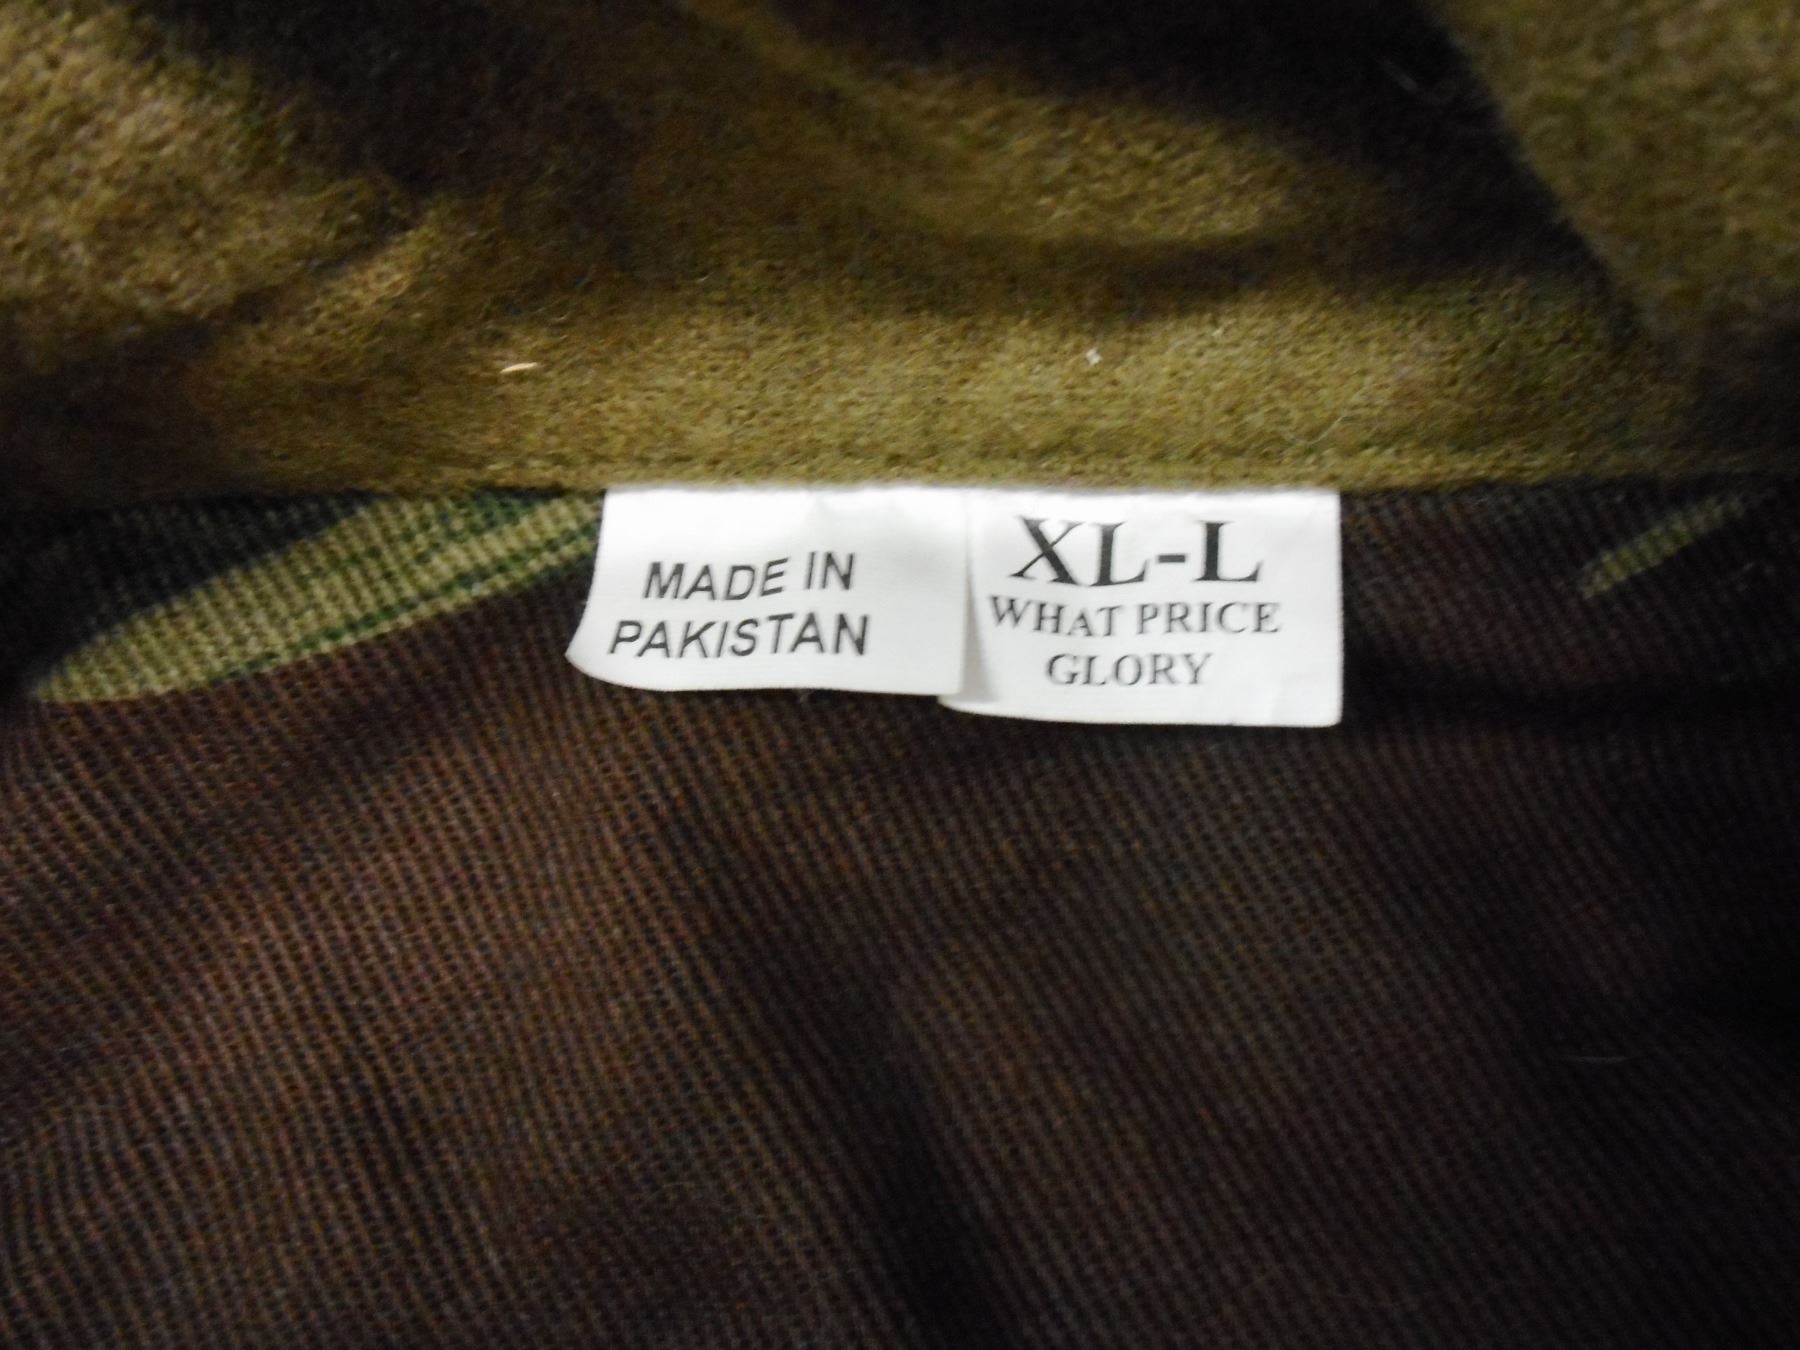 MADE IN
PAKISTAN
XL-L
WHAT PRICE
GLORY